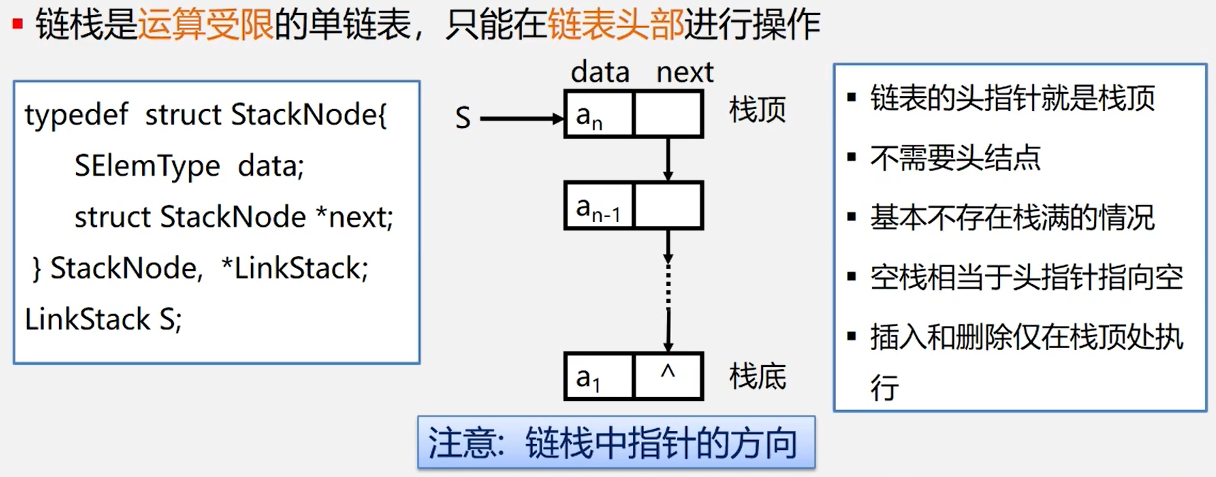 ▪ 链栈是运算受限的单链表，只能在链表头部进行操作
typedef struct StackNode{
SElemType data;
struct StackNode *next;
} StackNode, *LinkStack;
LinkStack S;
data next
S
an
栈顶
an-1
a1
^
栈底
▪ 链表的头指针就是栈顶
▪ 不需要头结点
▪ 基本不存在栈满的情况
▪ 空栈相当于头指针指向空
▪ 插入和删除仅在栈顶处执
行
注意: 链栈中指针的方向